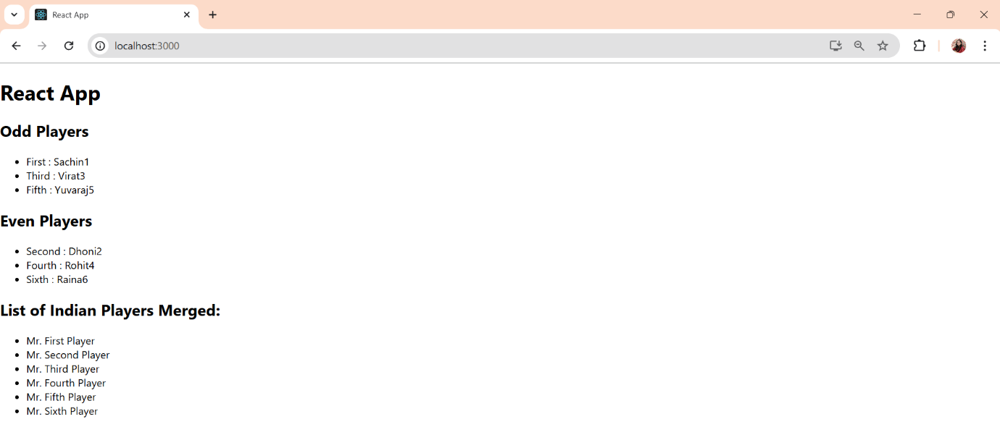 React App
localhost:3000
React App
Odd Players
First : Sachin1
Third : Virat3
Fifth : Yuvaraj5
Even Players
Second : Dhoni2
Fourth : Rohit4
Sixth : Raina6
List of Indian Players Merged:
Mr. First Player
Mr. Second Player
Mr. Third Player
Mr. Fourth Player
Mr. Fifth Player
Mr. Sixth Player